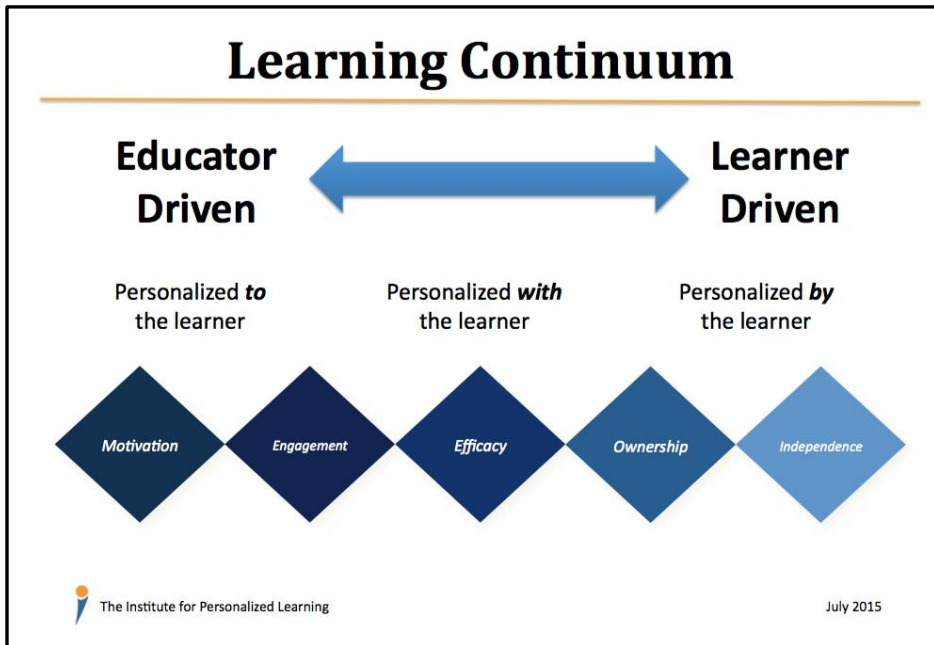 Learning Continuum
Educator
Driven
Learner
Driven
Personalized to
the learner
Personalized with
the learner
Personalized by
the learner
Motivation
Engagement
Efficacy
Ownership
Independence
The Institute for Personalized Learning
July 2015